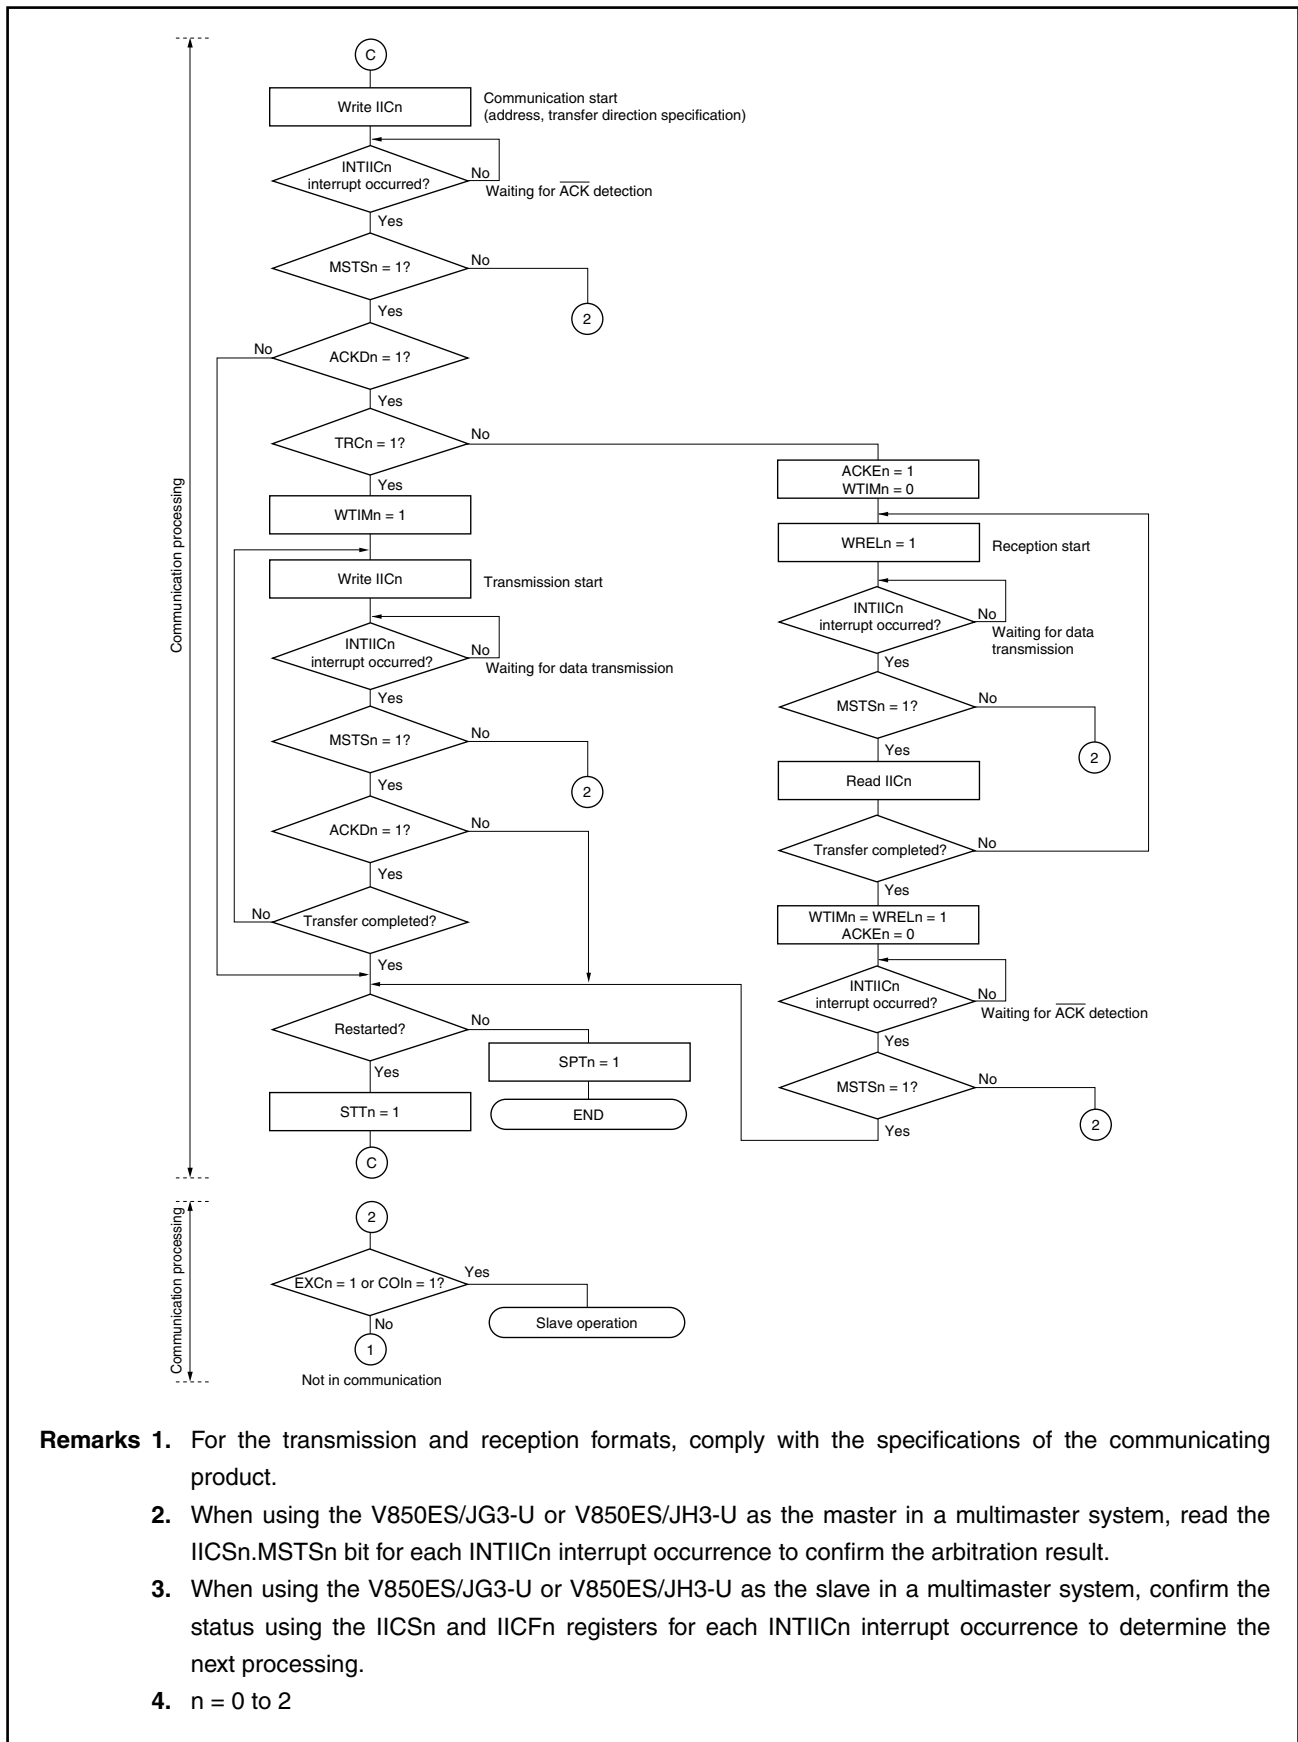 C
Write IICn
Communication start
(address, transfer direction specification)
INTIICn
interrupt occurred?
No
Waiting for ACK detection
Yes
MSTSn = 1?
No
2
Yes
ACKDn = 1?
No
Yes
TRCn = 1?
No
Yes
WTIMn = 1
Write IICn
Transmission start
INTIICn
interrupt occurred?
No
Waiting for data transmission
Yes
MSTSn = 1?
No
2
Yes
ACKDn = 1?
No
Yes
Transfer completed?
No
Yes
Restarted?
No
SPTn = 1
END
Yes
STTn = 1
C
ACKEn = 1
WTIMn = 0
WRELn = 1
Reception start
INTIICn
interrupt occurred?
No
Waiting for data
transmission
Yes
MSTSn = 1?
No
2
Yes
Read IICn
Transfer completed?
No
Yes
WTIMn = WRELn = 1
ACKEn = 0
INTIICn
interrupt occurred?
No
Waiting for ACK detection
Yes
MSTSn = 1?
No
2
Yes
Communication processing
2
EXCn = 1 or COIn = 1?
Yes
Slave operation
No
1
Not in communication
Communication processing
Remarks 1. For the transmission and reception formats, comply with the specifications of the communicating
product.
2. When using the V850ES/JG3-U or V850ES/JH3-U as the master in a multimaster system, read the
IICSn.MSTSn bit for each INTIICn interrupt occurrence to confirm the arbitration result.
3. When using the V850ES/JG3-U or V850ES/JH3-U as the slave in a multimaster system, confirm the
status using the IICSn and IICFn registers for each INTIICn interrupt occurrence to determine the
next processing.
4. n = 0 to 2